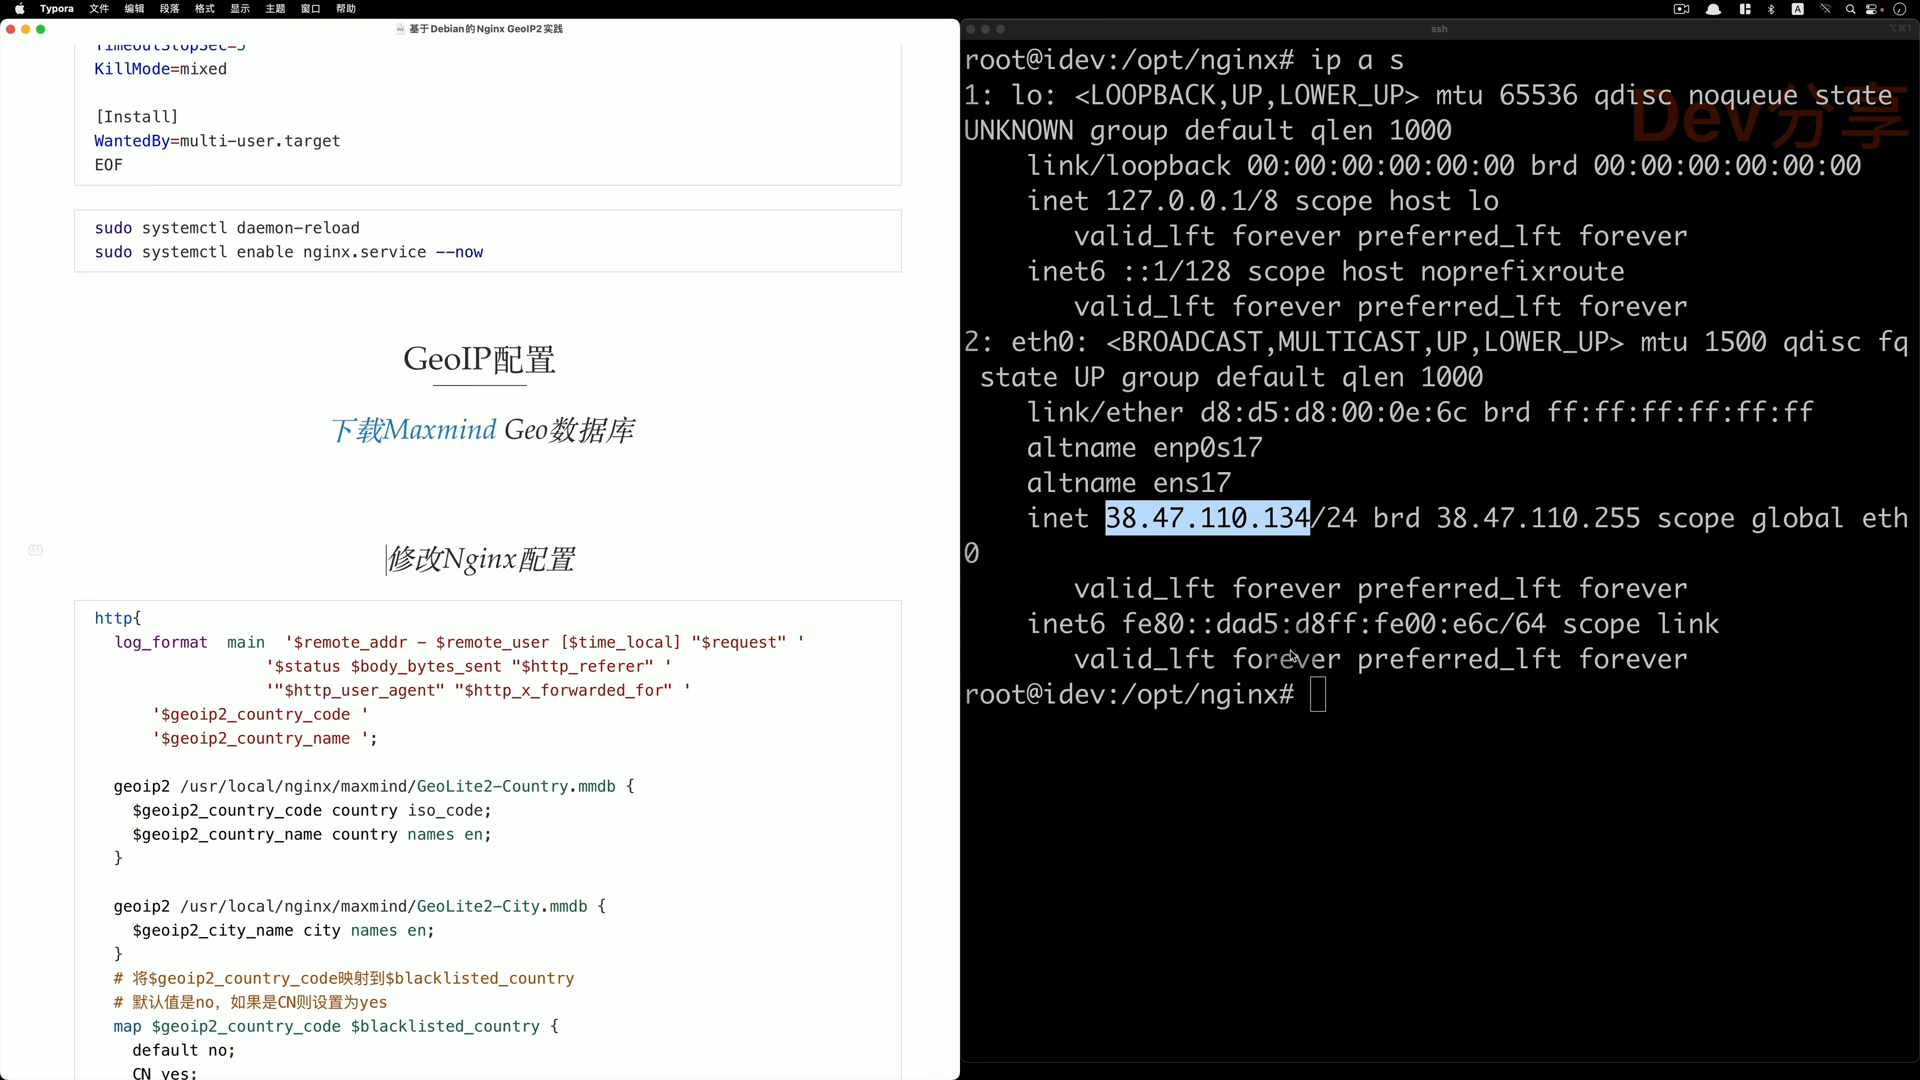 Typora 文件 编辑 段落 格式 显示 主题 窗口 帮助
基于Debian的Nginx GeoIP2实践
TimeoutStopSec=5
KillMode=mixed
[Install]
WantedBy=multi-user.target
EOF
sudo systemctl daemon-reload
sudo systemctl enable nginx.service --now
GeoIP配置
下载Maxmind Geo数据库
修改Nginx配置
http{
log_format  main  '$remote_addr - $remote_user [$time_local] "$request" '
'$status $body_bytes_sent "$http_referer" '
'"$http_user_agent" "$http_x_forwarded_for" '
'$geoip2_country_code '
'$geoip2_country_name ';
geoip2 /usr/local/nginx/maxmind/GeoLite2-Country.mmdb {
$geoip2_country_code country iso_code;
$geoip2_country_name country names en;
}
geoip2 /usr/local/nginx/maxmind/GeoLite2-City.mmdb {
$geoip2_city_name city names en;
}
# 将$geoip2_country_code映射到$blacklisted_country
# 默认值是no，如果是CN则设置为yes
map $geoip2_country_code $blacklisted_country {
default no;
CN yes;
ssh
root@idev:/opt/nginx# ip a s
1: lo: <LOOPBACK,UP,LOWER_UP> mtu 65536 qdisc noqueue state
UNKNOWN group default qlen 1000
link/loopback 00:00:00:00:00:00 brd 00:00:00:00:00:00
inet 127.0.0.1/8 scope host lo
valid_lft forever preferred_lft forever
inet6 ::1/128 scope host noprefixroute
valid_lft forever preferred_lft forever
2: eth0: <BROADCAST,MULTICAST,UP,LOWER_UP> mtu 1500 qdisc fq
state UP group default qlen 1000
link/ether d8:d5:d8:00:0e:6c brd ff:ff:ff:ff:ff:ff
altname enp0s17
altname ens17
inet 38.47.110.134/24 brd 38.47.110.255 scope global eth
0
valid_lft forever preferred_lft forever
inet6 fe80::dad5:d8ff:fe00:e6c/64 scope link
valid_lft forever preferred_lft forever
root@idev:/opt/nginx#
Dev分享